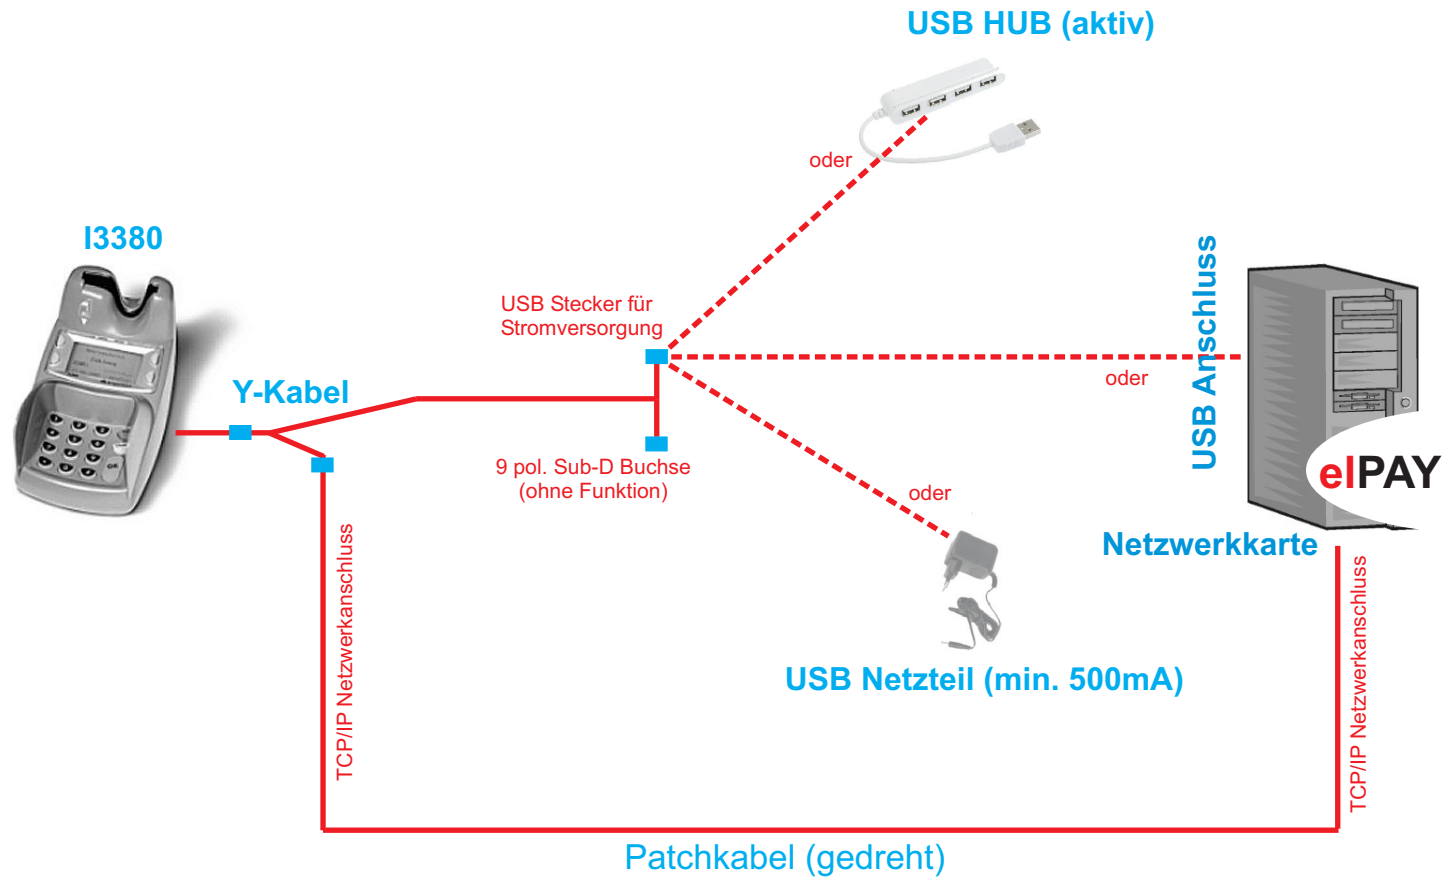 USB HUB (aktiv)
oder
I3380
USB Stecker für
Stromversorgung
USB Anschluss
oder
Y-Kabel
9 pol. Sub-D Buchse
(ohne Funktion)
oder
elPAY
Netzwerkkarte
TCP/IP Netzwerkanschluss
TCP/IP Netzwerkanschluss
USB Netzteil (min. 500mA)
Patchkabel (gedreht)